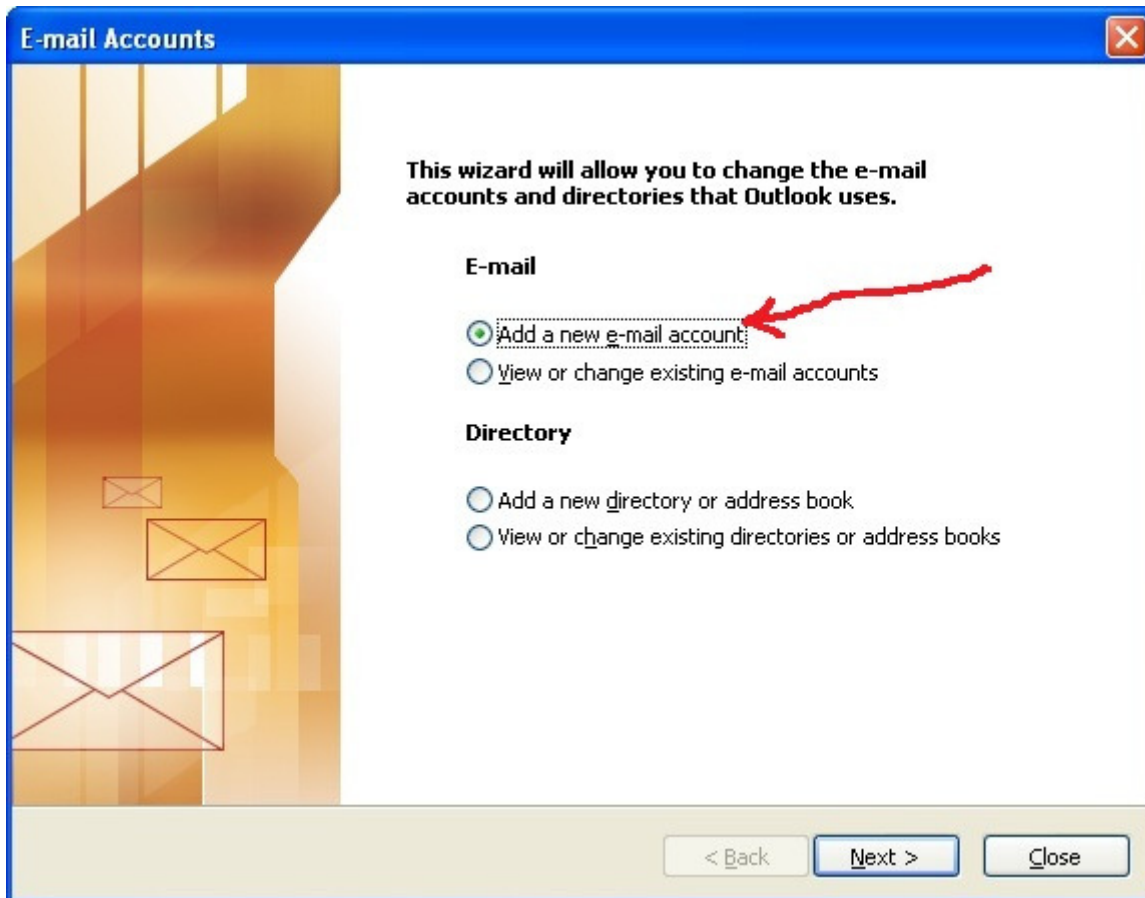 E-mail Accounts
This wizard will allow you to change the e-mail
accounts and directories that Outlook uses.
E-mail
Add a new e-mail account
View or change existing e-mail accounts
Directory
Add a new directory or address book
View or change existing directories or address books
< Back Next > Close